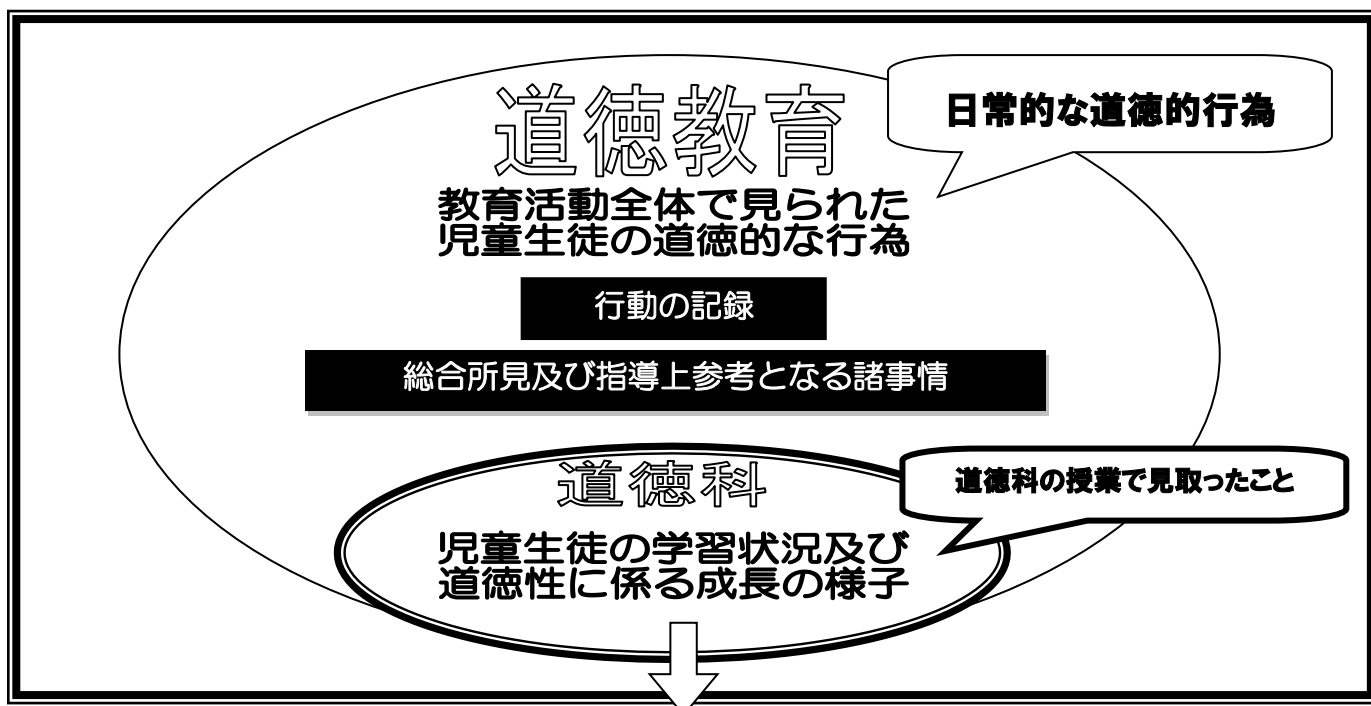 道徳教育
日常的な道徳的行為
教育活動全体で見られた
児童生徒の道徳的な行為
行動の記録
総合所見及び指導上参考となる諸事情
道徳科
道徳科の授業で見取ったこと
児童生徒の学習状況及び
道徳性に係る成長の様子